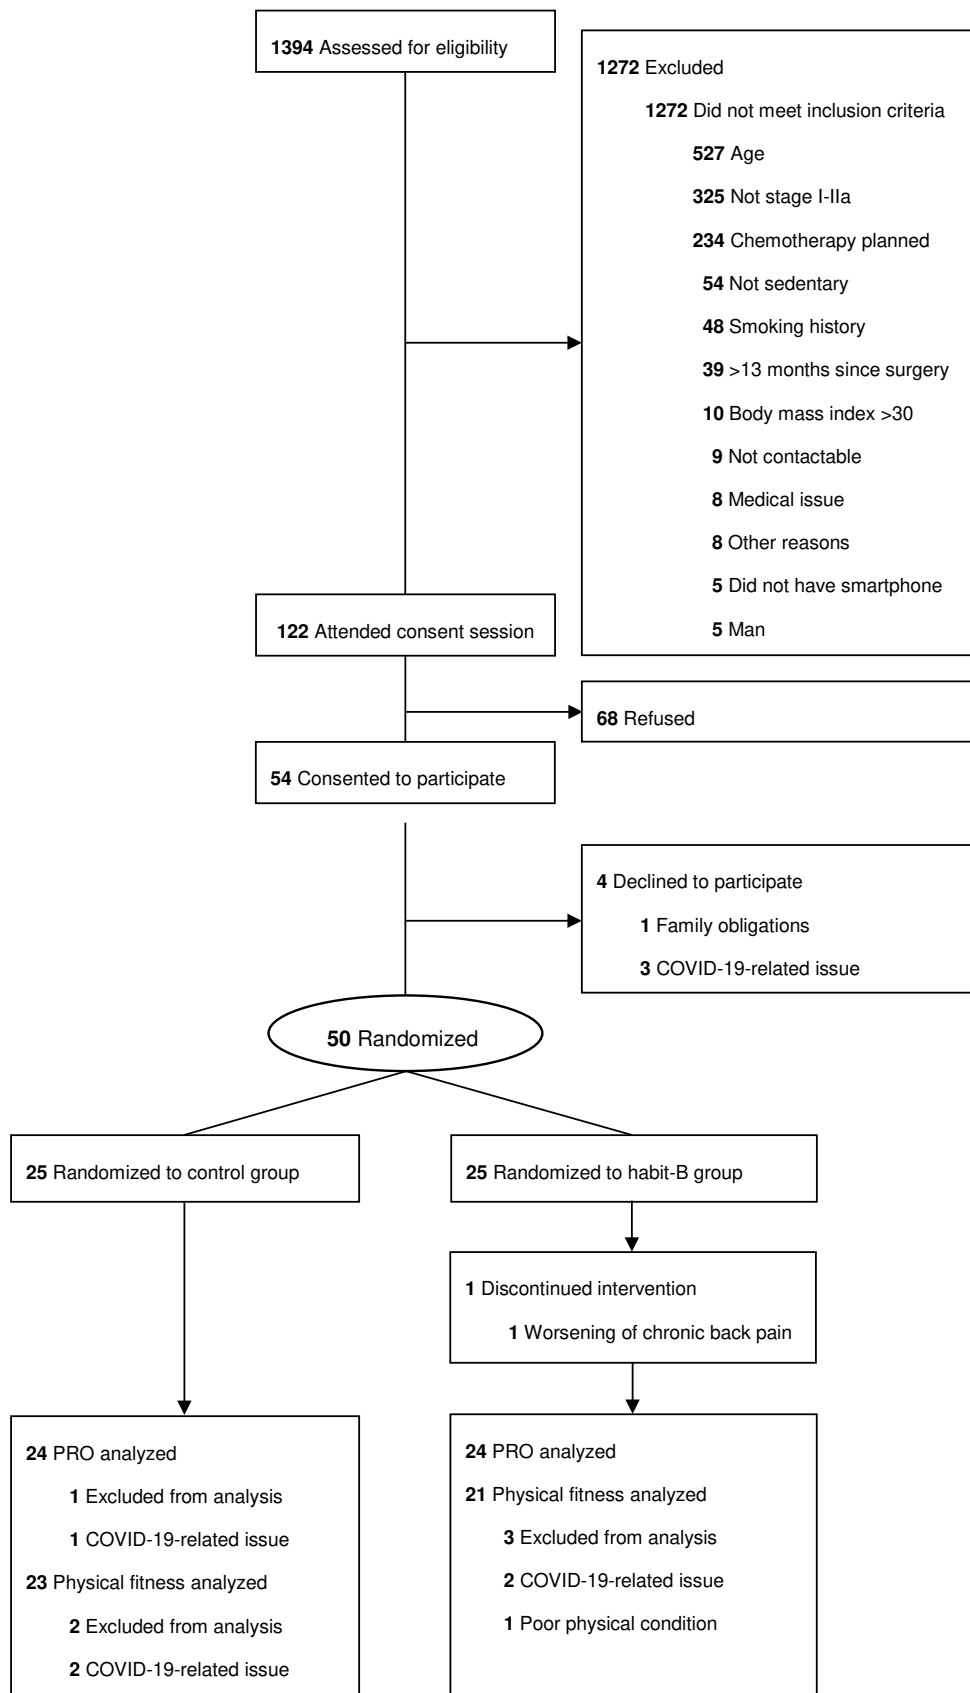 1394 Assessed for eligibility
1272 Excluded
1272 Did not meet inclusion criteria
527 Age
325 Not stage I-IIa
234 Chemotherapy planned
54 Not sedentary
48 Smoking history
39 >13 months since surgery
10 Body mass index >30
9 Not contactable
8 Medical issue
8 Other reasons
5 Did not have smartphone
5 Man
122 Attended consent session
68 Refused
54 Consented to participate
4 Declined to participate
1 Family obligations
3 COVID-19-related issue
50 Randomized
25 Randomized to control group
25 Randomized to habit-B group
1 Discontinued intervention
1 Worsening of chronic back pain
24 PRO analyzed
1 Excluded from analysis
1 COVID-19-related issue
23 Physical fitness analyzed
2 Excluded from analysis
2 COVID-19-related issue
24 PRO analyzed
21 Physical fitness analyzed
3 Excluded from analysis
2 COVID-19-related issue
1 Poor physical condition